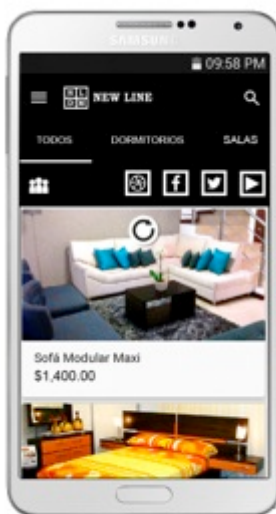 SAMSUNG
09:58 PM
NEW LINE
TODOS DORMITORIOS SALAS
Sofá Modular Maxi
$1,400.00